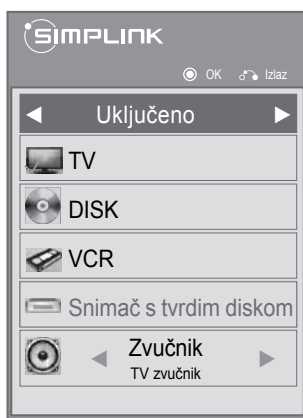 SIMPLINK
OK Izlaz
Uključeno
TV
DISK
VCR
Snimač s tvrdim diskom
Zvučnik
TV zvučnik